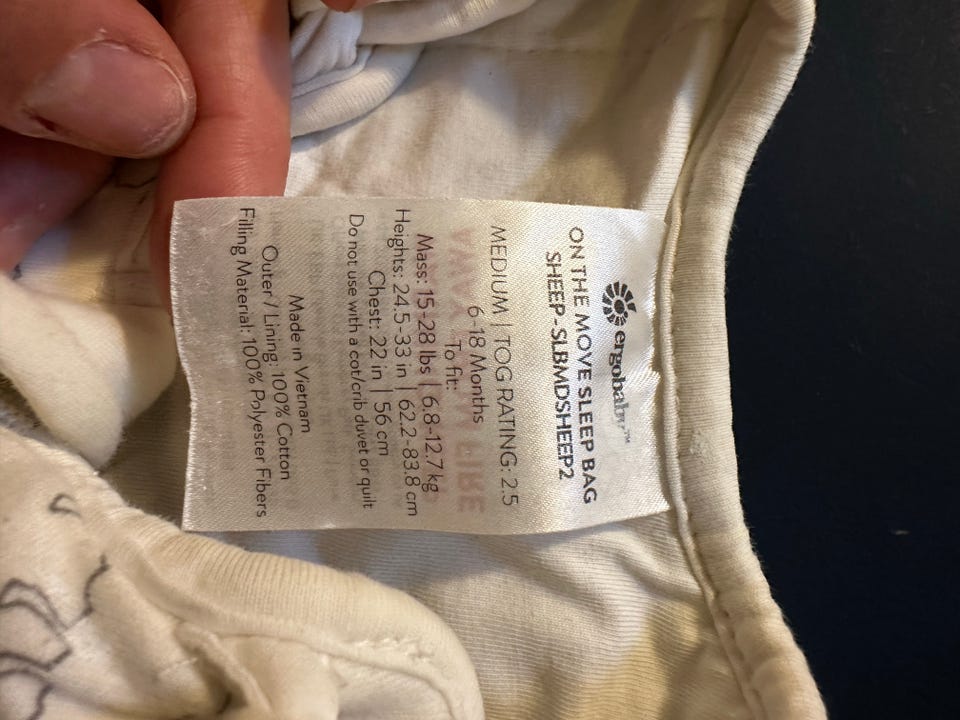 ergobaby™
ON THE MOVE SLEEP BAG
SHEEP-SLBMDSHEEP2
MEDIUM | TOG RATING: 2.5
6-18 Months
To fit:
Mass: 15-28 lbs | 6.8-12.7 kg
Heights: 24.5-33 in | 62.2-83.8 cm
Chest: 22 in | 56 cm
Do not use with a cot/crib duvet or quilt
Made in Vietnam
Outer / Lining: 100% Cotton
Filling Material: 100% Polyester Fibers